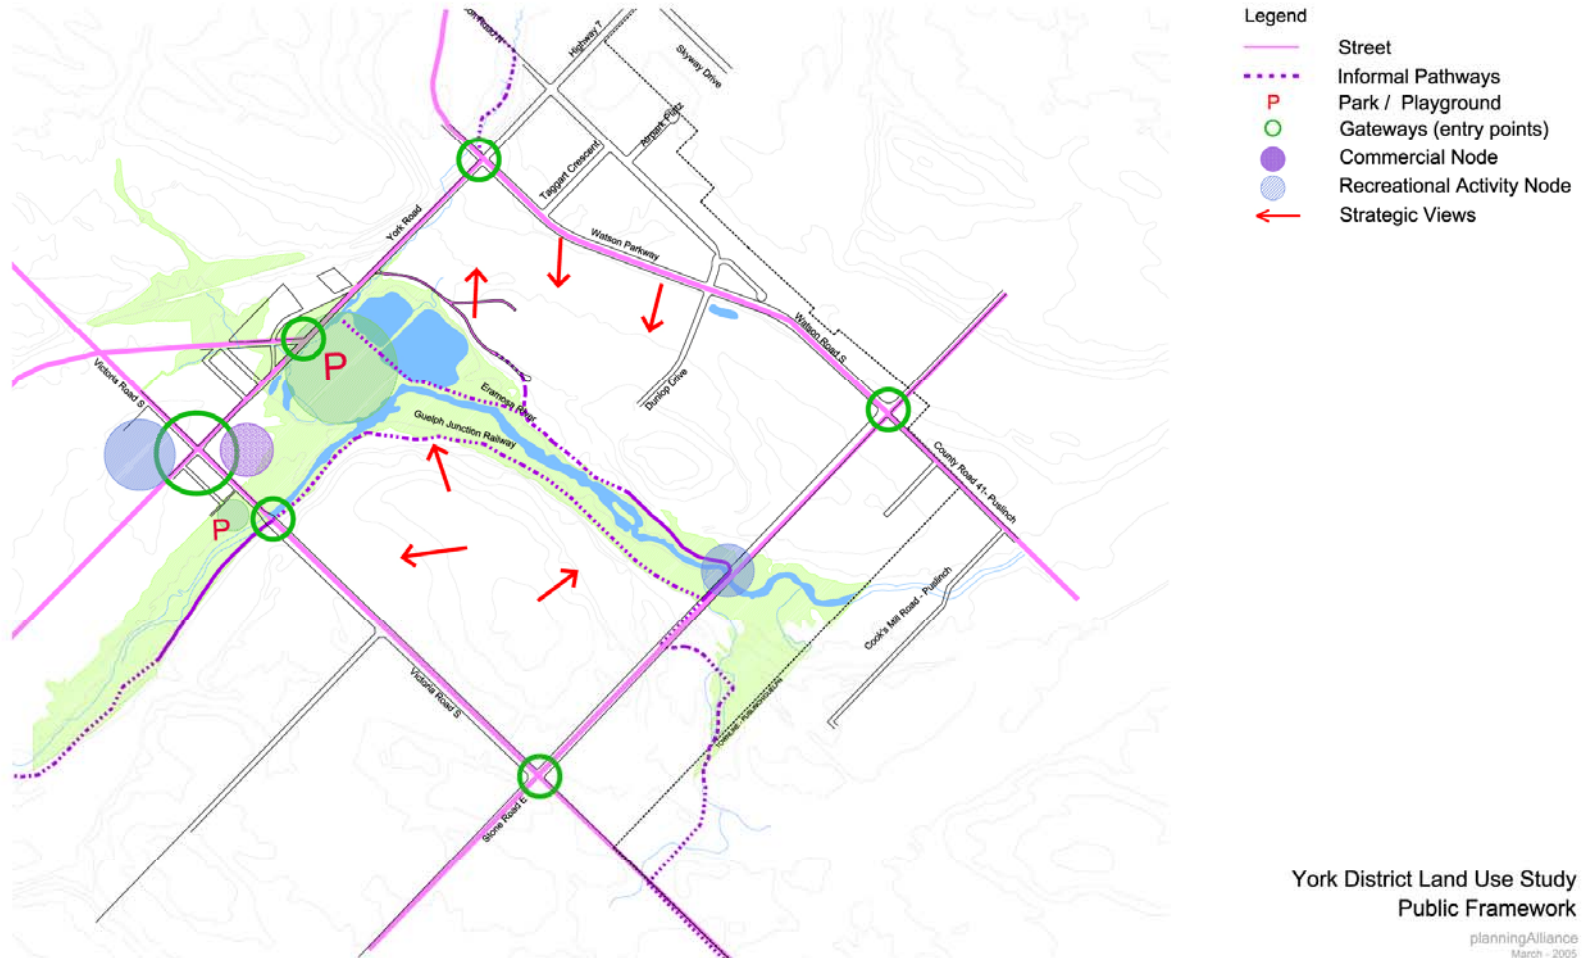 Legend
Street
Informal Pathways
P Park / Playground
Gateways (entry points)
Commercial Node
Recreational Activity Node
Strategic Views
Highway 7
Skyway Drive
Airpark Place
Taggart Crescent
York Road
Watson Parkway
Watson Road S
Victoria Road S
P
Eramosa River
Guelph Junction Railway
Dunlop Drive
County Road 41- Puslinch
P
Cook's Mill Road - Puslinch
Victoria Road S
Stone Road E
York District Land Use Study
Public Framework
planningAlliance
March - 2005